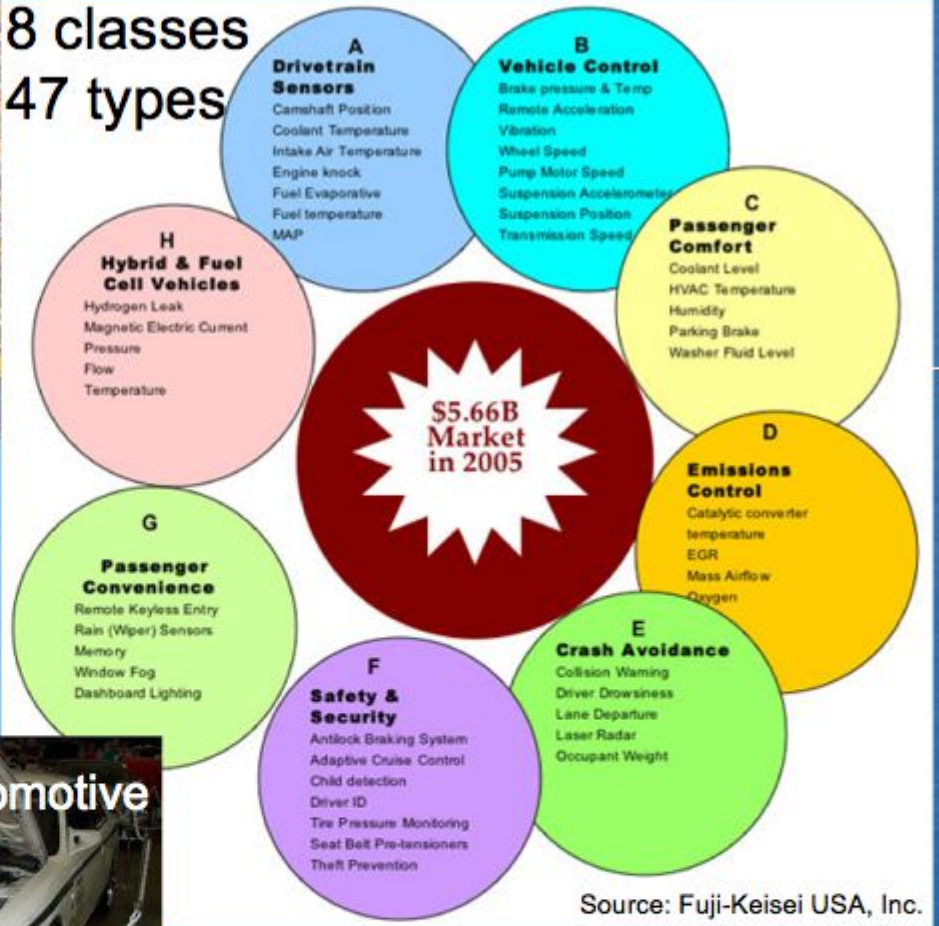 8 classes
47 types
A
Drivetrain
Sensors
Camshaft Position
Coolant Temperature
Intake Air Temperature
Engine knock
Fuel Evaporative
Fuel temperature
MAP
B
Vehicle Control
Brake pressure & Temp
Remote Acceleration
Vibration
Wheel Speed
Pump Motor Speed
Suspension Accelerometer
Suspension Position
Transmission Speed
C
Passenger
Comfort
Coolant Level
HVAC Temperature
Humidity
Parking Brake
Washer Fluid Level
D
Emissions
Control
Catalytic converter
temperature
EGR
Mass Airflow
Oxygen
E
Crash Avoidance
Collision Warning
Driver Drowsiness
Lane Departure
Laser Radar
Occupant Weight
F
Safety &
Security
Antilock Braking System
Adaptive Cruise Control
Child detection
Driver ID
Tire Pressure Monitoring
Seat Belt Pre-tensioners
Theft Prevention
G
Passenger
Convenience
Remote Keyless Entry
Rain (Wiper) Sensors
Memory
Window Fog
Dashboard Lighting
H
Hybrid & Fuel
Cell Vehicles
Hydrogen Leak
Magnetic Electric Current
Pressure
Flow
Temperature
$5.66B
Market
in 2005
omotive
Source: Fuji-Keisei USA, Inc.